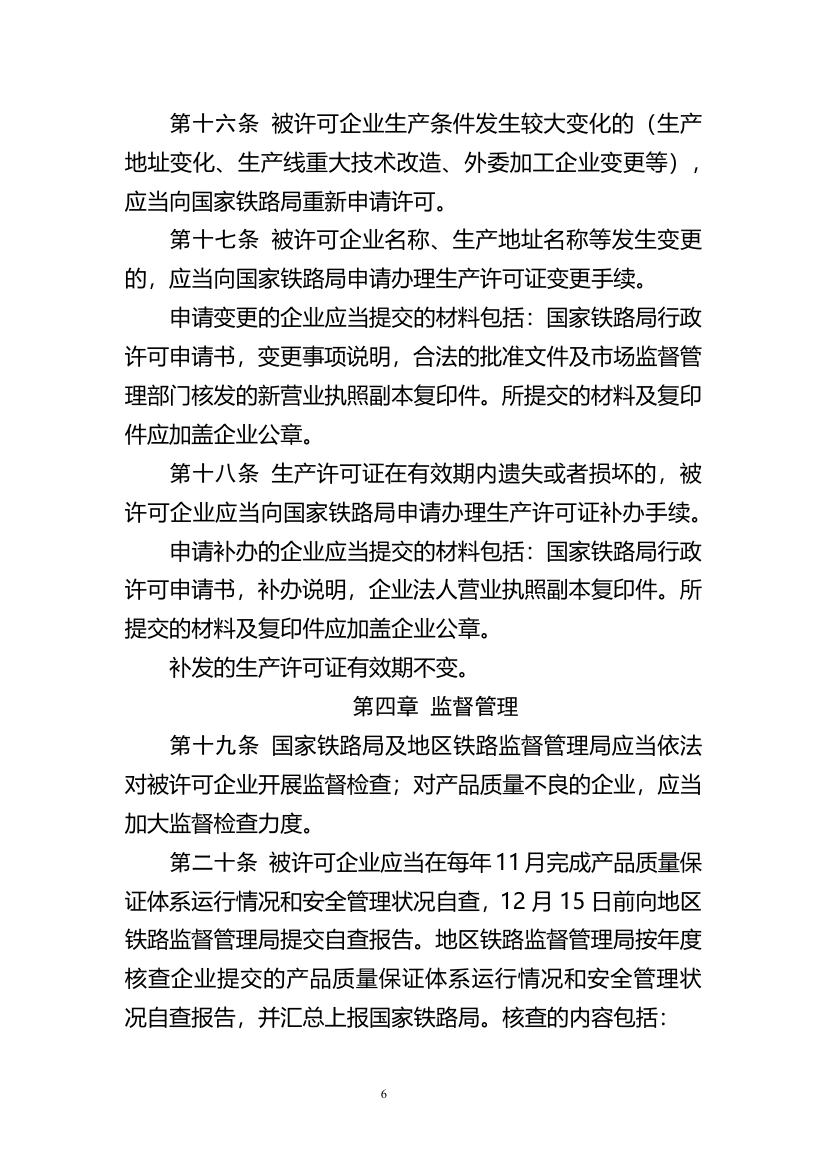 第十六条 被许可企业生产条件发生较大变化的（生产
地址变化、生产线重大技术改造、外委加工企业变更等），
应当向国家铁路局重新申请许可。
第十七条 被许可企业名称、生产地址名称等发生变更
的，应当向国家铁路局申请办理生产许可证变更手续。
申请变更的企业应当提交的材料包括：国家铁路局行政
许可申请书，变更事项说明，合法的批准文件及市场监督管
理部门核发的新营业执照副本复印件。所提交的材料及复印
件应加盖企业公章。
第十八条 生产许可证在有效期内遗失或者损坏的，被
许可企业应当向国家铁路局申请办理生产许可证补办手续。
申请补办的企业应当提交的材料包括：国家铁路局行政
许可申请书，补办说明，企业法人营业执照副本复印件。所
提交的材料及复印件应加盖企业公章。
补发的生产许可证有效期不变。
第四章 监督管理
第十九条 国家铁路局及地区铁路监督管理局应当依法
对被许可企业开展监督检查；对产品质量不良的企业，应当
加大监督检查力度。
第二十条 被许可企业应当在每年 11 月完成产品质量保
证体系运行情况和安全管理状况自查，12 月 15 日前向地区
铁路监督管理局提交自查报告。地区铁路监督管理局按年度
核查企业提交的产品质量保证体系运行情况和安全管理状
况自查报告，并汇总上报国家铁路局。核查的内容包括：
6